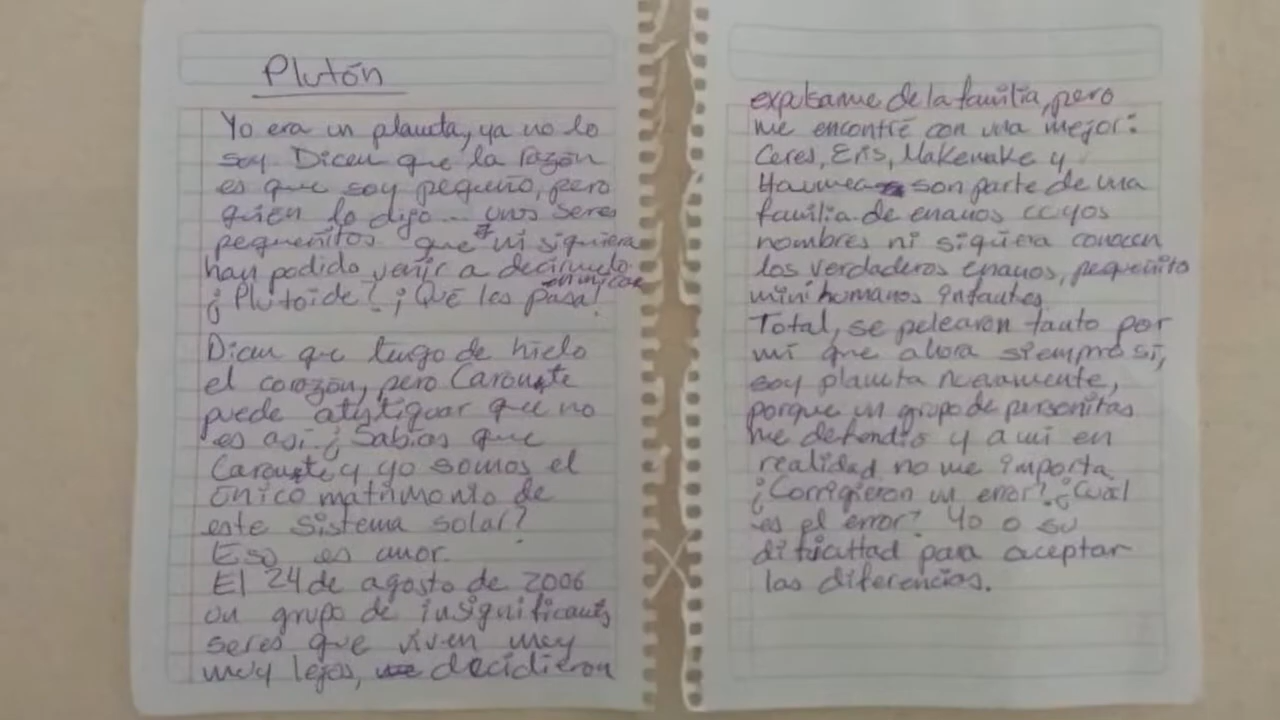 Plutón
Yo era un planeta, ya no lo
soy Dicen que la razón
es que soy pequeño, pero
quien lo dijo... unos seres
pequeñitos que ni siquiera
han podido venir a decirmelo
¿Plutoide? ¡Qué les pasa!
Dicen que tengo de hielo
el corazón, pero Caronte
puede atestiguar que no
es así ¿Sabías que
Caronte y yo somos el
único matrimonio de
este sistema solar?
Eso es amor.
El 24 de agosto de 2006
un grupo de insignificantes
seres que viven muy
muy lejos, decidieron
expulsarme de la familia, pero
me encontré con una mejor:
Ceres, Eris, Makemake y
Haumea son parte de una
familia de enanos cuyos
nombres ni siquiera conocen
los verdaderos enanos, pequeñito
mini humanos infantes
Total, se pelearon tanto por
mi que ahora siempre si,
soy planeta nuevamente,
porque un grupo de personitas
me defendió y a mi en
realidad no me importa
¿Corrigieron un error? ¿Cuál
es el error? Yo o su
dificultad para aceptar
las diferencias.